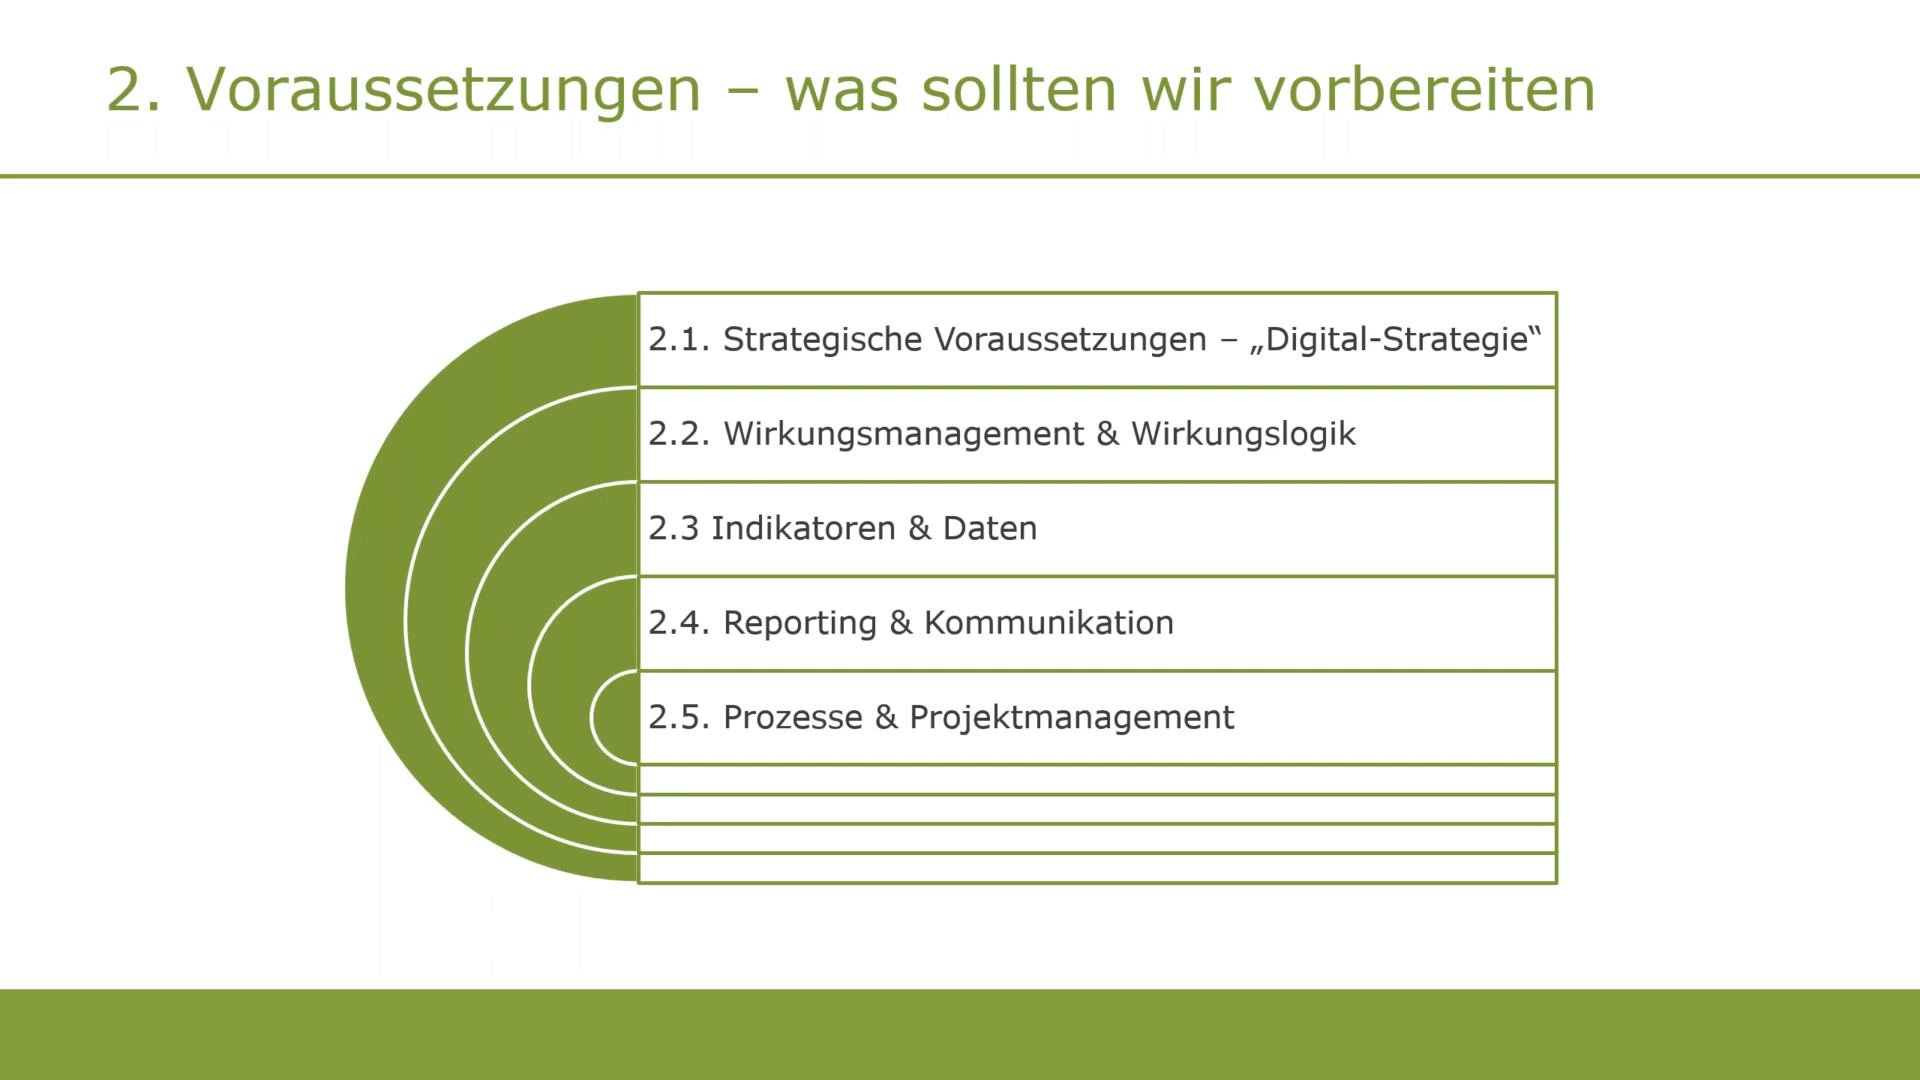 2. Voraussetzungen – was sollten wir vorbereiten
2.1. Strategische Voraussetzungen – „Digital-Strategie“
2.2. Wirkungsmanagement & Wirkungslogik
2.3 Indikatoren & Daten
2.4. Reporting & Kommunikation
2.5. Prozesse & Projektmanagement